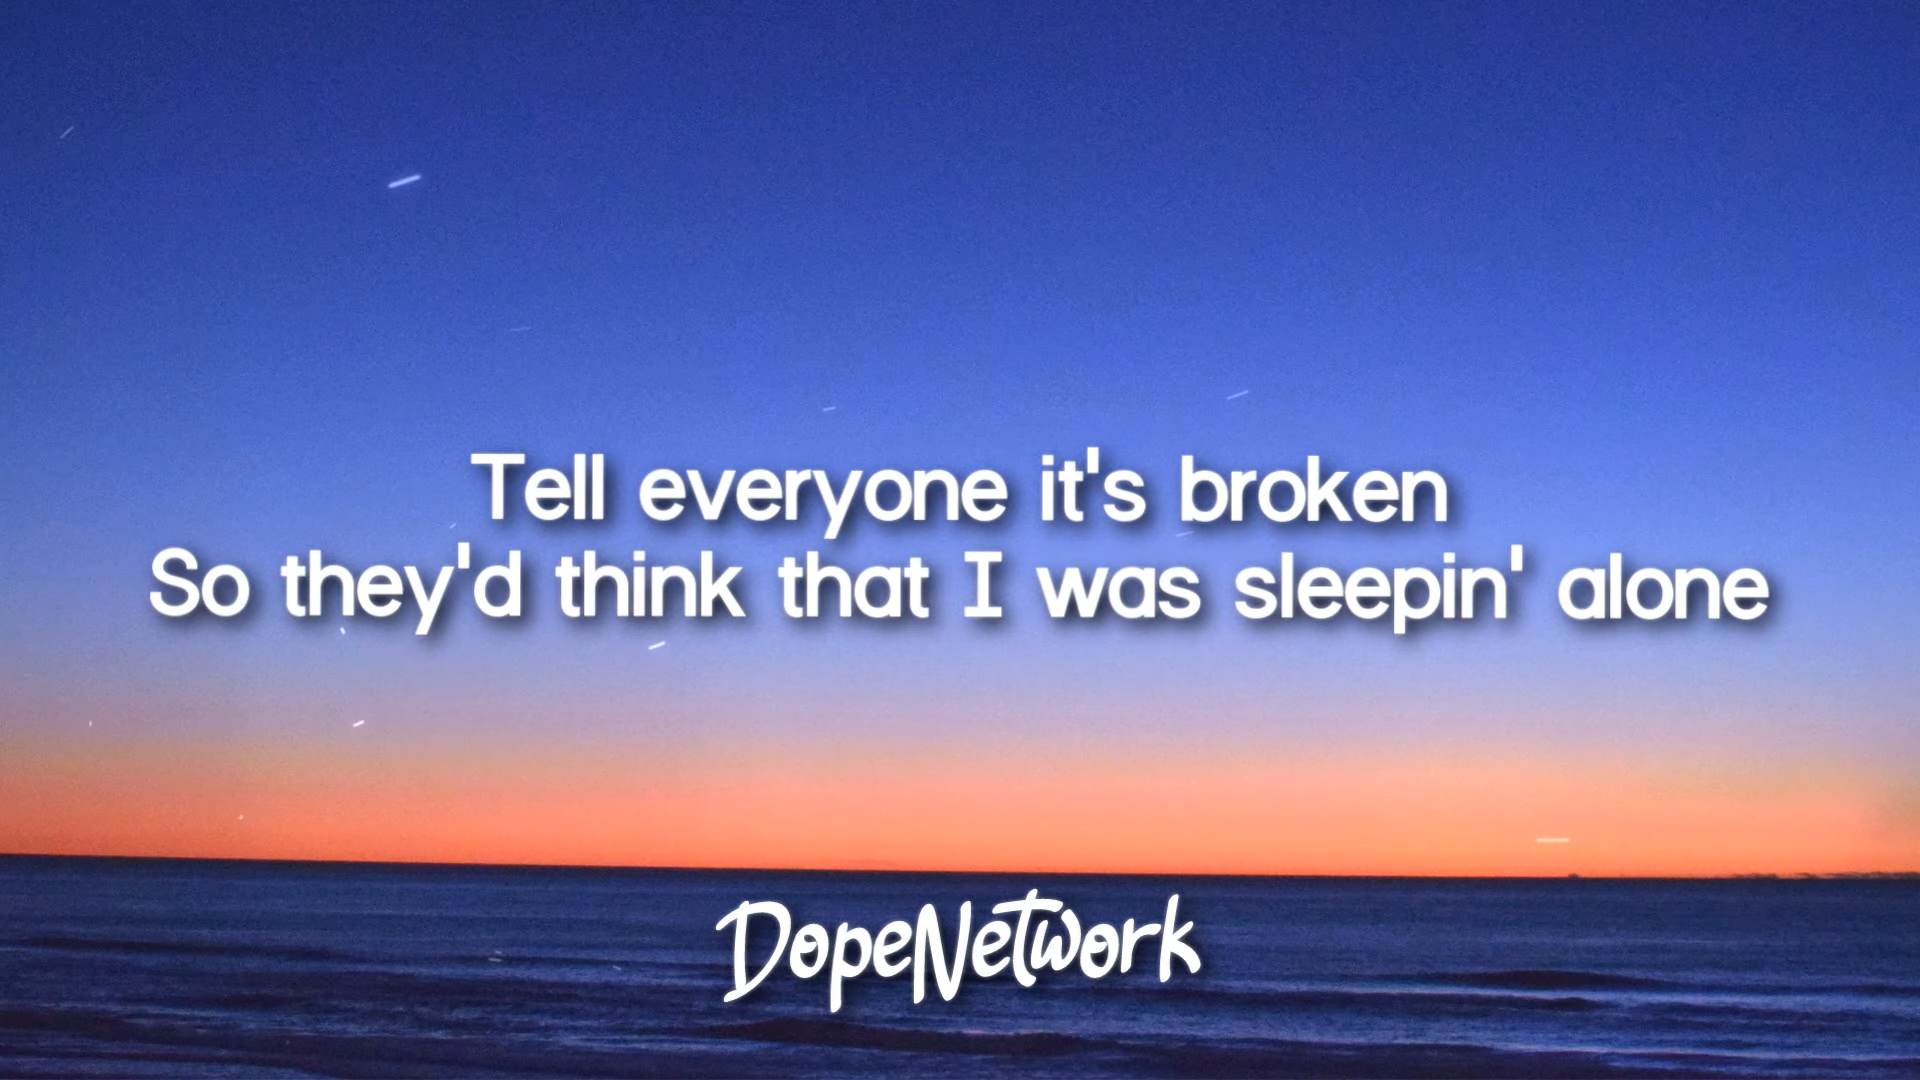 Tell everyone it's broken
So they'd think that I was sleepin' alone
DopeNetwork